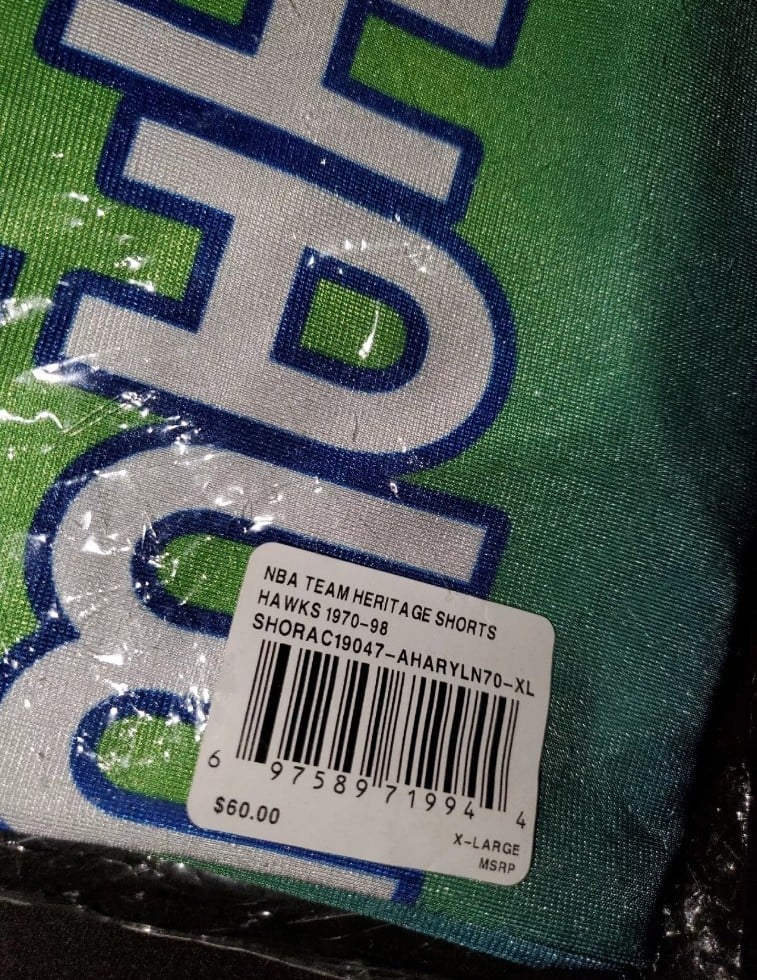 NBA TEAM HERITAGE SHORTS
HAWKS 1970-98
SHORAC19047-AHARYLN70-XL
6 97589 71994 4
$60.00
X-LARGE
MSRP